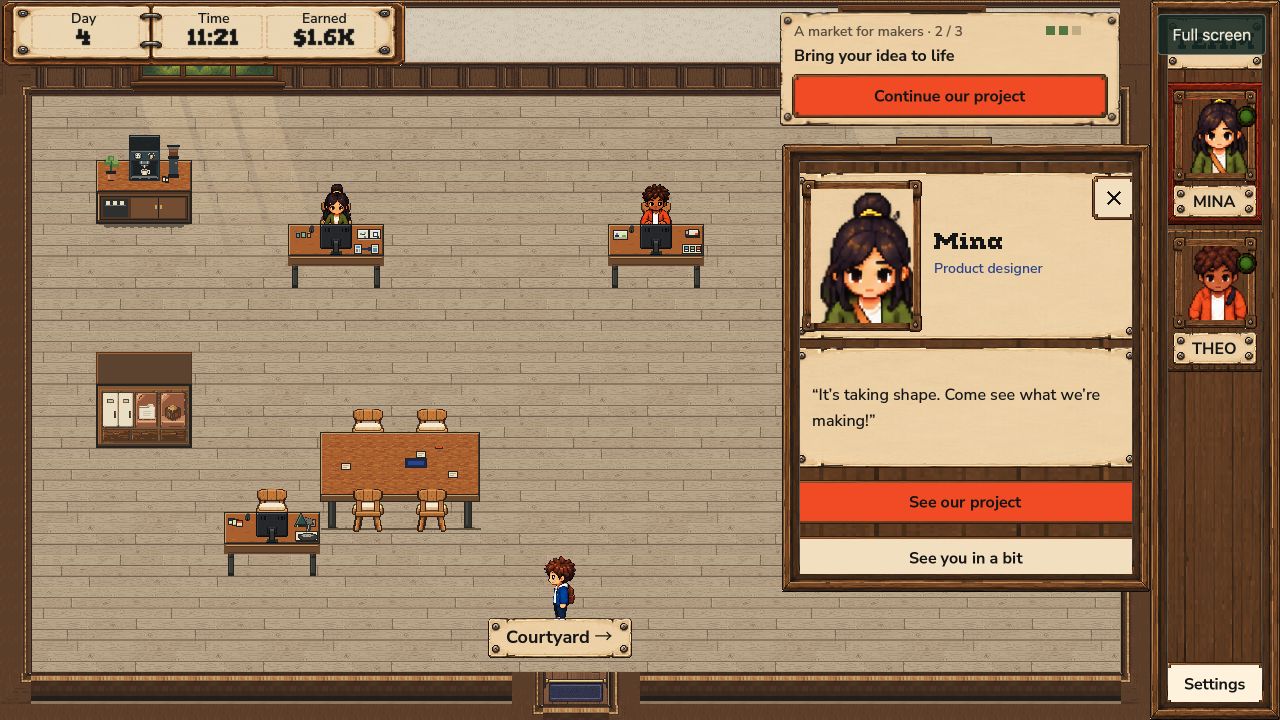 Day
4
Time
11:21
Earned
$1.6K
A market for makers · 2 / 3
Bring your idea to life
Continue our project
Full screen
MINA
THEO
Mina
Product designer
“It’s taking shape. Come see what we’re
making!”
See our project
See you in a bit
Courtyard →
Settings